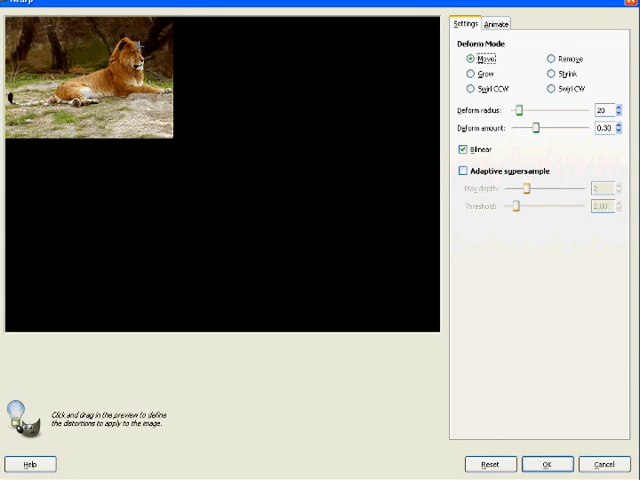 IWarp
Settings
Animate
Deform Mode
Move
Remove
Grow
Shrink
Swirl CCW
Swirl CW
Deform radius:
20
Deform amount:
0.30
Bilinear
Adaptive supersample
Max depth:
2
Threshold:
2.00
Click and drag in the preview to define
the distortions to apply to the image.
Help
Reset
OK
Cancel